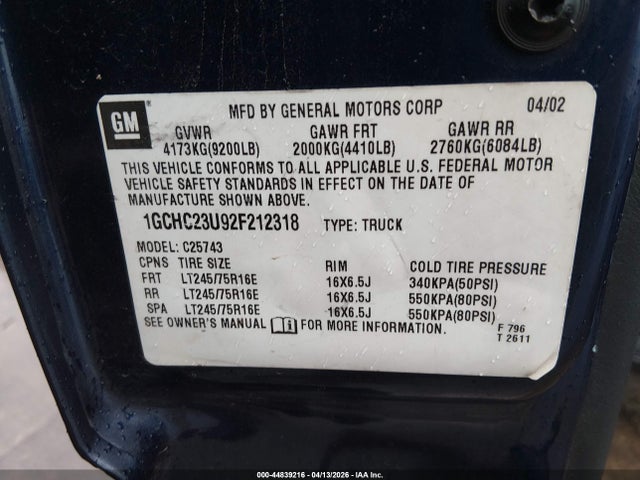 GM
MFD BY GENERAL MOTORS CORP 04/02
GVWR GAWR FRT GAWR RR
4173KG(9200LB) 2000KG(4410LB) 2760KG(6084LB)
THIS VEHICLE CONFORMS TO ALL APPLICABLE U.S. FEDERAL MOTOR
VEHICLE SAFETY STANDARDS IN EFFECT ON THE DATE OF
MANUFACTURE SHOWN ABOVE.
1GCHC23U92F212318 TYPE: TRUCK
MODEL: C25743
CPNS TIRE SIZE RIM COLD TIRE PRESSURE
FRT LT245/75R16E 16X6.5J 340KPA(50PSI)
RR LT245/75R16E 16X6.5J 550KPA(80PSI)
SPA LT245/75R16E 16X6.5J 550KPA(80PSI)
SEE OWNER'S MANUAL FOR MORE INFORMATION.
F 796
T 2611
000-44839216 - 04/13/2026 - IAAI.COM